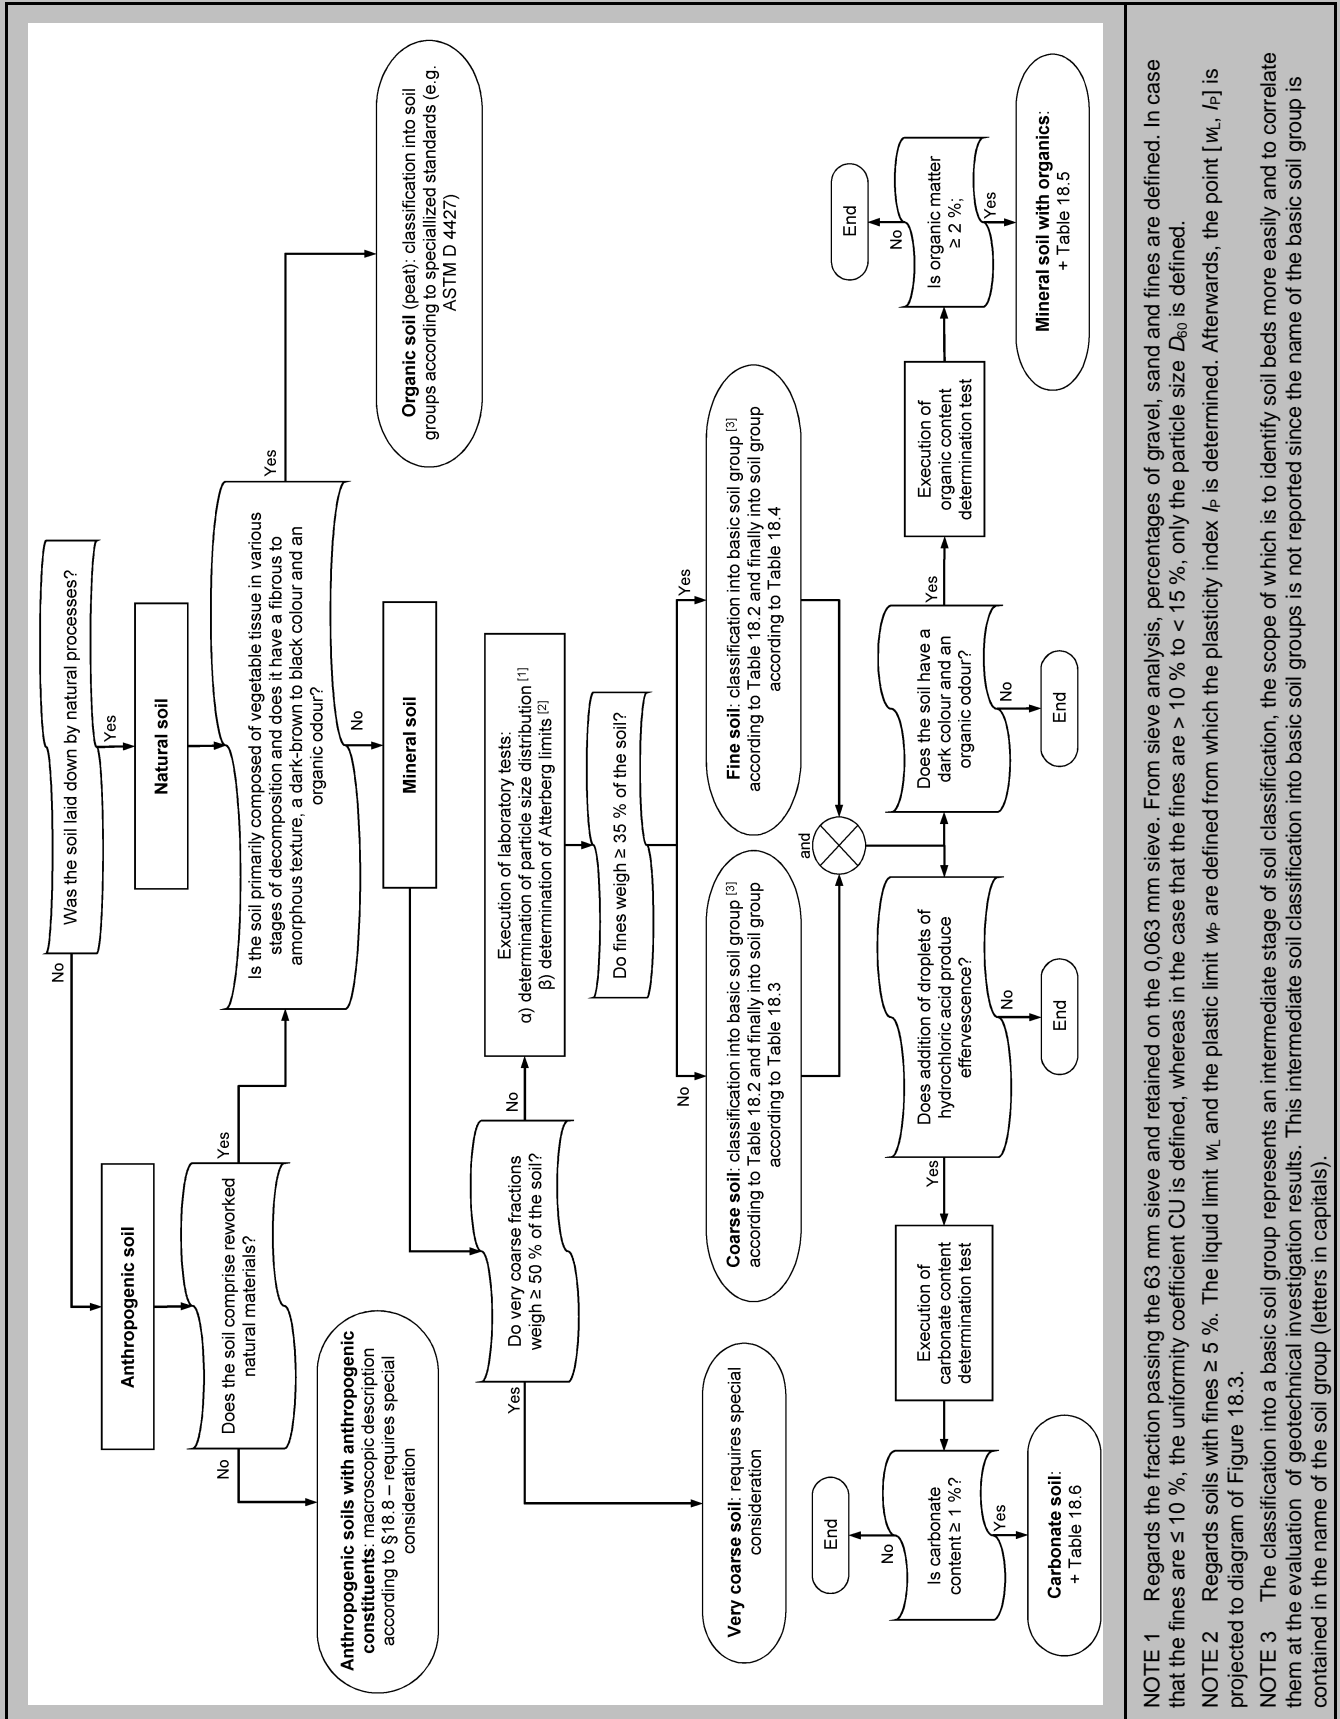 Was the soil laid down by natural processes?
No
Yes
Anthropogenic soil
Natural soil
Does the soil comprise reworked
natural materials?
No
Yes
Is the soil primarily composed of vegetable tissue in various
stages of decomposition and does it have a fibrous to
amorphous texture, a dark-brown to black colour and an
organic odour?
Yes
No
Anthropogenic soils with anthropogenic
constituents: macroscopic description
according to §18.8 – requires special
consideration
Mineral soil
Organic soil (peat): classification into soil
groups according to speciallized standards (e.g.
ASTM D 4427)
Do very coarse fractions
weigh ≥ 50 % of the soil?
Yes
No
Execution of laboratory tests:
α) determination of particle size distribution [1]
β) determination of Atterberg limits [2]
Do fines weigh ≥ 35 % of the soil?
No
Yes
Very coarse soil: requires special
consideration
Coarse soil: classification into basic soil group [3]
according to Table 18.2 and finally into soil group
according to Table 18.3
Fine soil: classification into basic soil group [3]
according to Table 18.2 and finally into soil group
according to Table 18.4
and
End
No
Is carbonate
content ≥ 1 %?
Yes
Execution of
carbonate content
determination test
Yes
Does addition of droplets of
hydrochloric acid produce
effervescence?
No
Does the soil have a
dark colour and an
organic odour?
No
Yes
Execution of
organic content
determination test
End
No
Is organic matter
≥ 2 %;
Yes
Carbonate soil:
+ Table 18.6
End
End
Mineral soil with organics:
+ Table 18.5
NOTE 1 Regards the fraction passing the 63 mm sieve and retained on the 0,063 mm sieve. From sieve analysis, percentages of gravel, sand and fines are defined. In case
that the fines are ≤ 10 %, the uniformity coefficient CU is defined, whereas in the case that the fines are > 10 % to < 15 %, only the particle size D60 is defined.
NOTE 2 Regards soils with fines ≥ 5 %. The liquid limit wL and the plastic limit wP are defined from which the plasticity index IP is determined. Afterwards, the point [wL, IP] is
projected to diagram of Figure 18.3.
NOTE 3 The classification into a basic soil group represents an intermediate stage of soil classification, the scope of which is to identify soil beds more easily and to correlate
them at the evaluation of geotechnical investigation results. This intermediate soil classification into basic soil groups is not reported since the name of the basic soil group is
contained in the name of the soil group (letters in capitals).